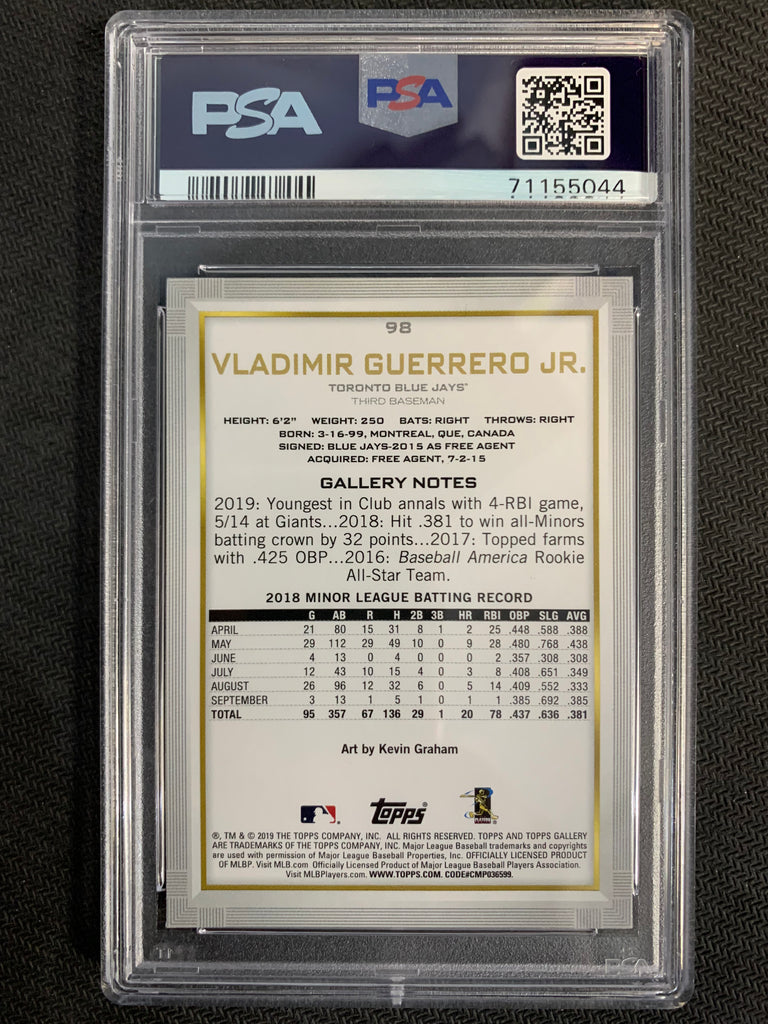 PSA
PSA
71155044
98
VLADIMIR GUERRERO JR.
TORONTO BLUE JAYS™
THIRD BASEMAN
HEIGHT: 6'2" WEIGHT: 250 BATS: RIGHT THROWS: RIGHT
BORN: 3-16-99, MONTREAL, QUE, CANADA
SIGNED: BLUE JAYS-2015 AS FREE AGENT
ACQUIRED: FREE AGENT, 7-2-15
GALLERY NOTES
2019: Youngest in Club annals with 4-RBI game,
5/14 at Giants...2018: Hit .381 to win all-Minors
batting crown by 32 points...2017: Topped farms
with .425 OBP...2016: Baseball America Rookie
All-Star Team.
2018 MINOR LEAGUE BATTING RECORD
G AB R H 2B 3B HR RBI OBP SLG AVG
APRIL 21 80 15 31 8 1 2 25 .448 .588 .388
MAY 29 112 29 49 10 0 9 28 .480 .768 .438
JUNE 4 13 0 4 0 0 0 2 .357 .308 .308
JULY 12 43 10 15 4 0 3 8 .408 .651 .349
AUGUST 26 96 12 32 6 0 5 14 .409 .552 .333
SEPTEMBER 3 13 1 5 1 0 1 1 .385 .692 .385
TOTAL 95 357 67 136 29 1 20 78 .437 .636 .381
Art by Kevin Graham
Topps®
PLAYERS
®, TM & © 2019 THE TOPPS COMPANY, INC. ALL RIGHTS RESERVED. TOPPS AND TOPPS GALLERY
ARE TRADEMARKS OF THE TOPPS COMPANY, INC. Major League Baseball trademarks and copyrights
are used with permission of Major League Baseball Properties, Inc. OFFICIALLY LICENSED PRODUCT
OF MLBP. Visit MLB.com Officially Licensed Product of Major League Baseball Players Association.
Visit MLBPlayers.com. WWW.TOPPS.COM. CODE#CMP036599.
PSA